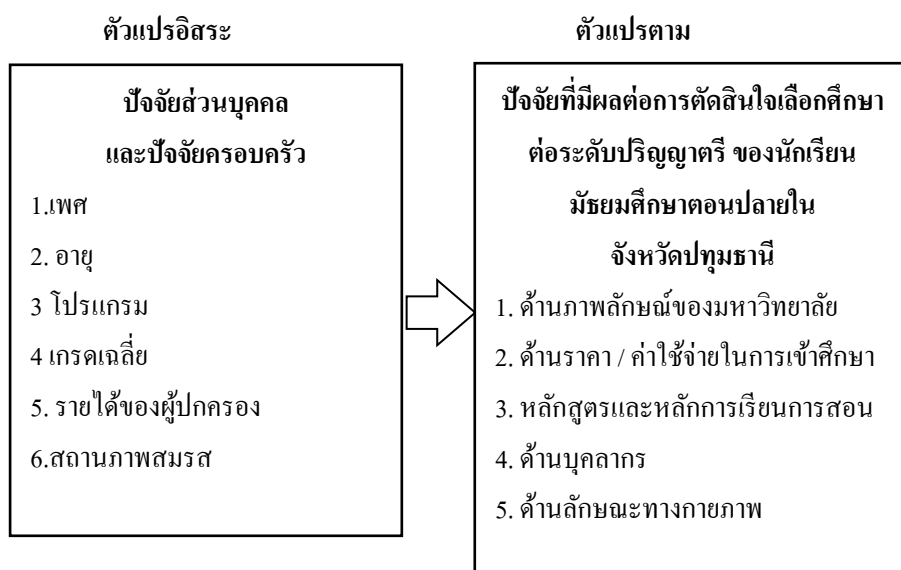 ตัวแปรอิสระ
ปัจจัยส่วนบุคคล
และปัจจัยครอบครัว
1.เพศ
2. อายุ
3 โปรแกรม
4 เกรดเฉลี่ย
5. รายได้ของผู้ปกครอง
6.สถานภาพสมรส
ตัวแปรตาม
ปัจจัยที่มีผลต่อการตัดสินใจเลือกศึกษา
ต่อระดับปริญญาตรี ของนักเรียน
มัธยมศึกษาตอนปลายใน
จังหวัดปทุมธานี
1. ด้านภาพลักษณ์ของมหาวิทยาลัย
2. ด้านราคา / ค่าใช้จ่ายในการเข้าศึกษา
3. หลักสูตรและหลักการเรียนการสอน
4. ด้านบุคลากร
5. ด้านลักษณะทางกายภาพ